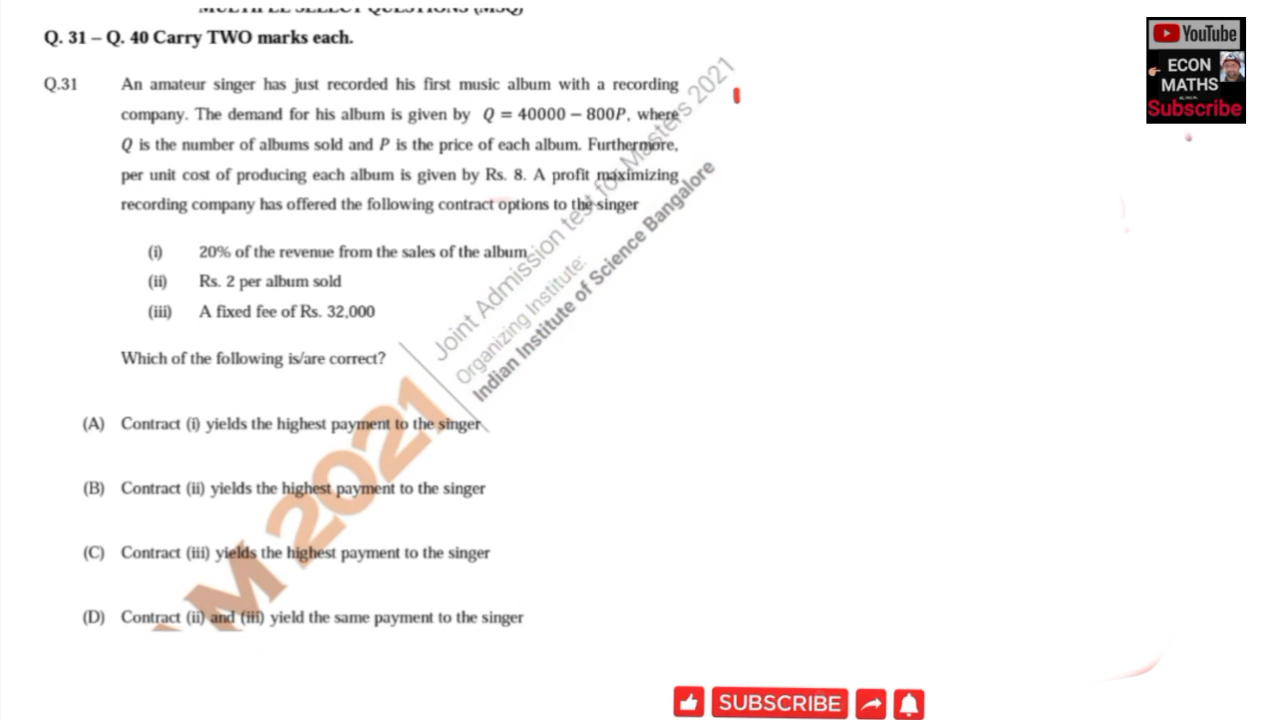 MULTIPLE SELECT QUESTIONS (MSQ)
Q. 31 – Q. 40 Carry TWO marks each.
Q.31 An amateur singer has just recorded his first music album with a recording
company. The demand for his album is given by Q = 40000 – 800P, where
Q is the number of albums sold and P is the price of each album. Furthermore,
per unit cost of producing each album is given by Rs. 8. A profit maximizing
recording company has offered the following contract options to the singer
(i) 20% of the revenue from the sales of the album
(ii) Rs. 2 per album sold
(iii) A fixed fee of Rs. 32,000
Which of the following is/are correct?
(A) Contract (i) yields the highest payment to the singer
(B) Contract (ii) yields the highest payment to the singer
(C) Contract (iii) yields the highest payment to the singer
(D) Contract (ii) and (iii) yield the same payment to the singer
Joint Admission test for Masters 2021
Organizing Institute:
Indian Institute of Science Bangalore
M 2021
YouTube
ECON
MATHS
Subscribe
SUBSCRIBE